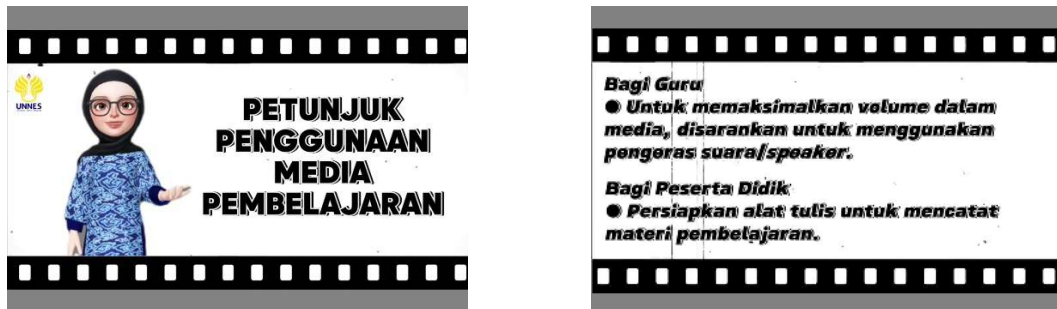 UNNES
PETUNJUK
PENGGUNAAN
MEDIA
PEMBELAJARAN
Bagi Guru
● Untuk memaksimalkan volume dalam
media, disarankan untuk menggunakan
pengeras suara/speaker.
Bagi Peserta Didik
● Persiapkan alat tulis untuk mencatat
materi pembelajaran.